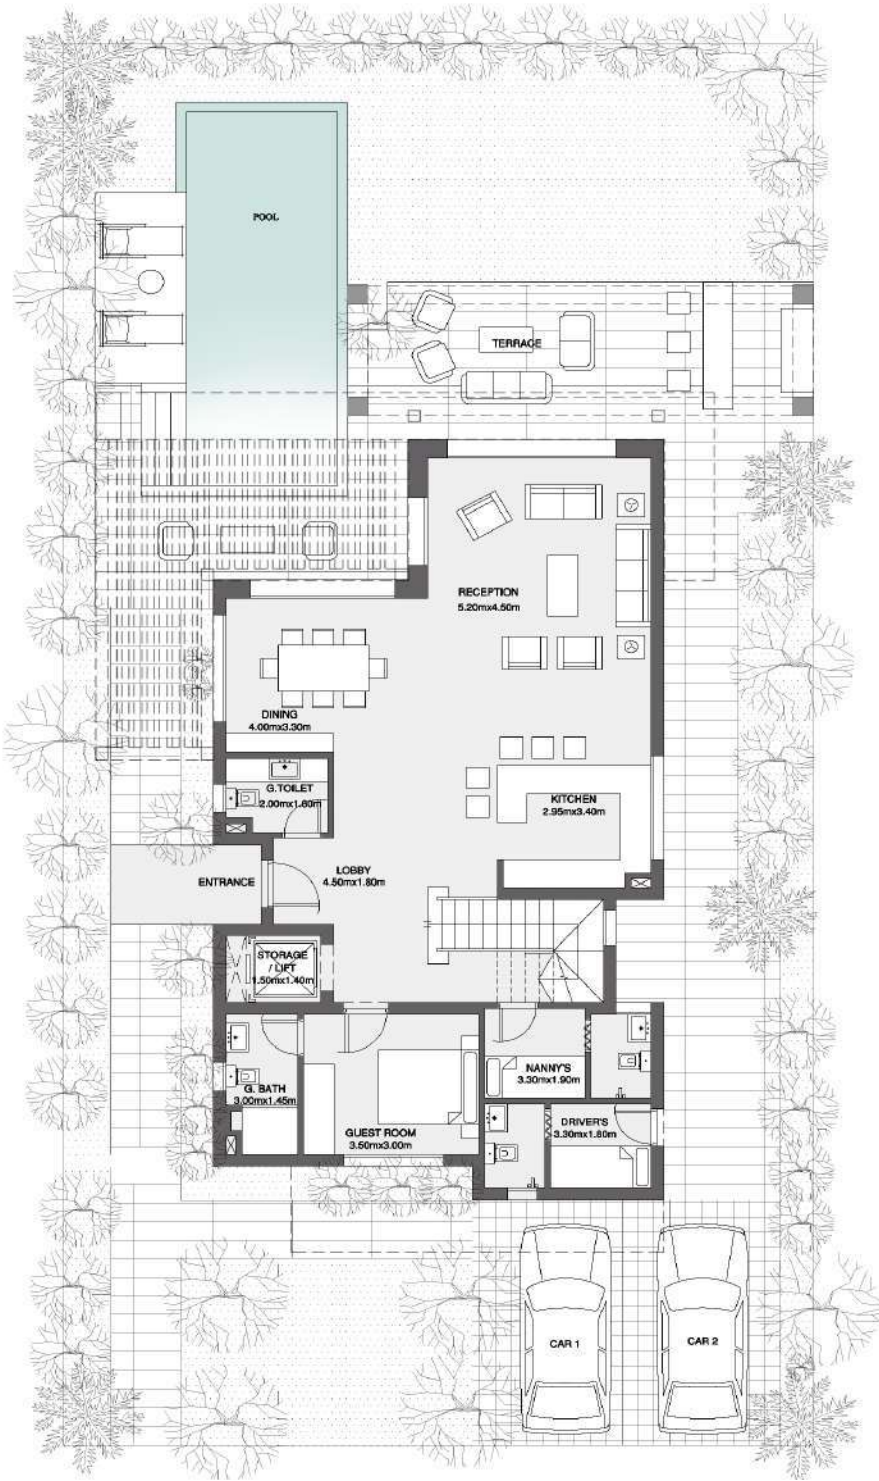 POOL
TERRACE
RECEPTION
5.20mx4.50m
DINING
4.00mx3.30m
G.TOILET
2.00mx1.60m
KITCHEN
2.95mx3.40m
LOBBY
4.50mx1.80m
ENTRANCE
STORAGE
/ LIFT
1.50mx1.40m
NANNY'S
3.30mx1.90m
G. BATH
3.00mx1.45m
GUEST ROOM
3.50mx3.00m
DRIVER'S
3.30mx1.60m
CAR 1
CAR 2